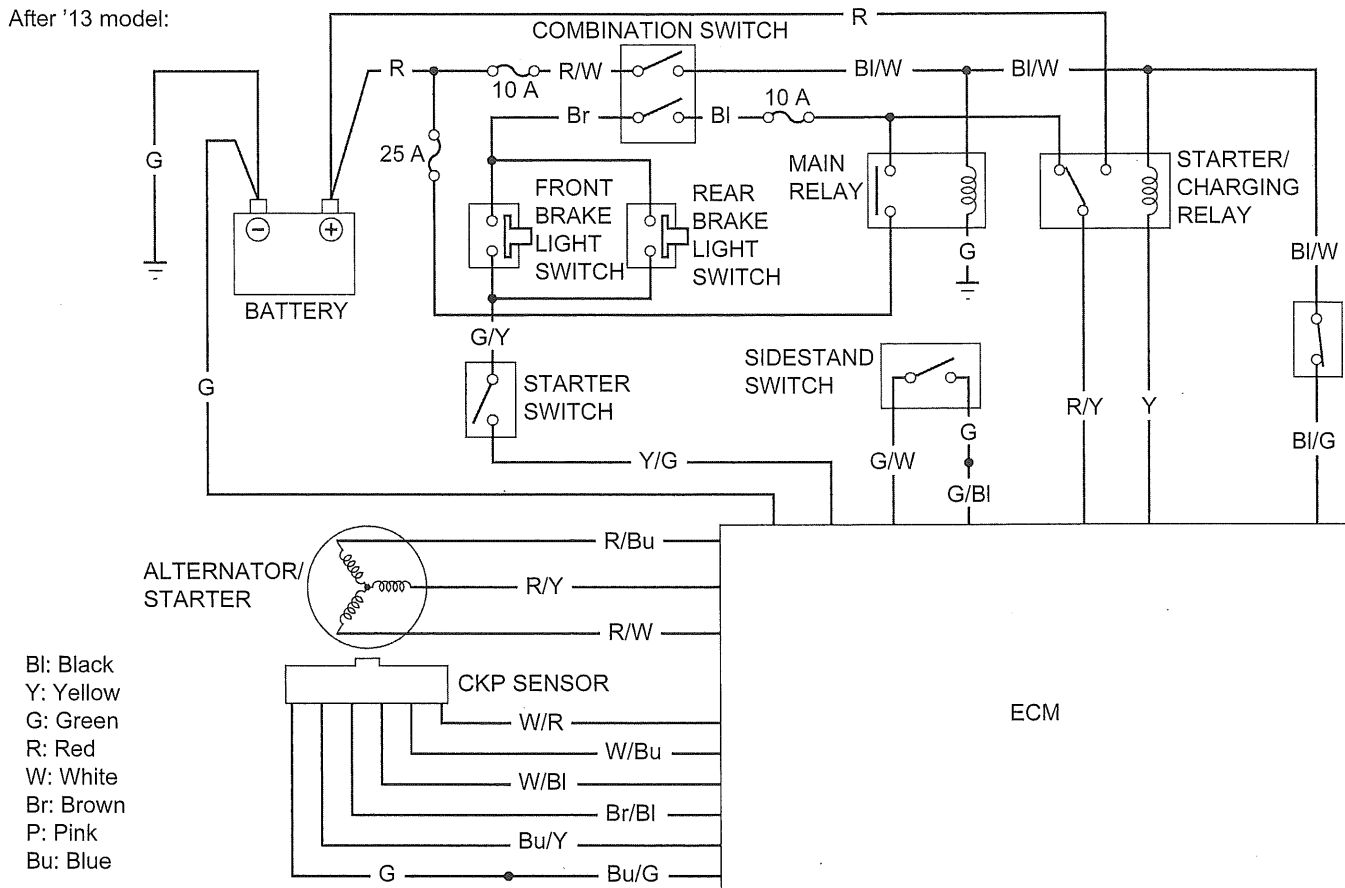 After '13 model:
R
COMBINATION SWITCH
R
10 A
R/W
Bl/W
Bl/W
Br
Bl
10 A
G
25 A
FRONT
BRAKE
LIGHT
SWITCH
REAR
BRAKE
LIGHT
SWITCH
MAIN
RELAY
STARTER/
CHARGING
RELAY
−
+
G
Bl/W
BATTERY
G/Y
G
STARTER
SWITCH
SIDESTAND
SWITCH
R/Y
Y
G
G/W
Bl/G
Y/G
G/Bl
ALTERNATOR/
STARTER
R/Bu
R/Y
R/W
CKP SENSOR
W/R
W/Bu
W/Bl
Br/Bl
Bu/Y
G
Bu/G
ECM
Bl: Black
Y: Yellow
G: Green
R: Red
W: White
Br: Brown
P: Pink
Bu: Blue